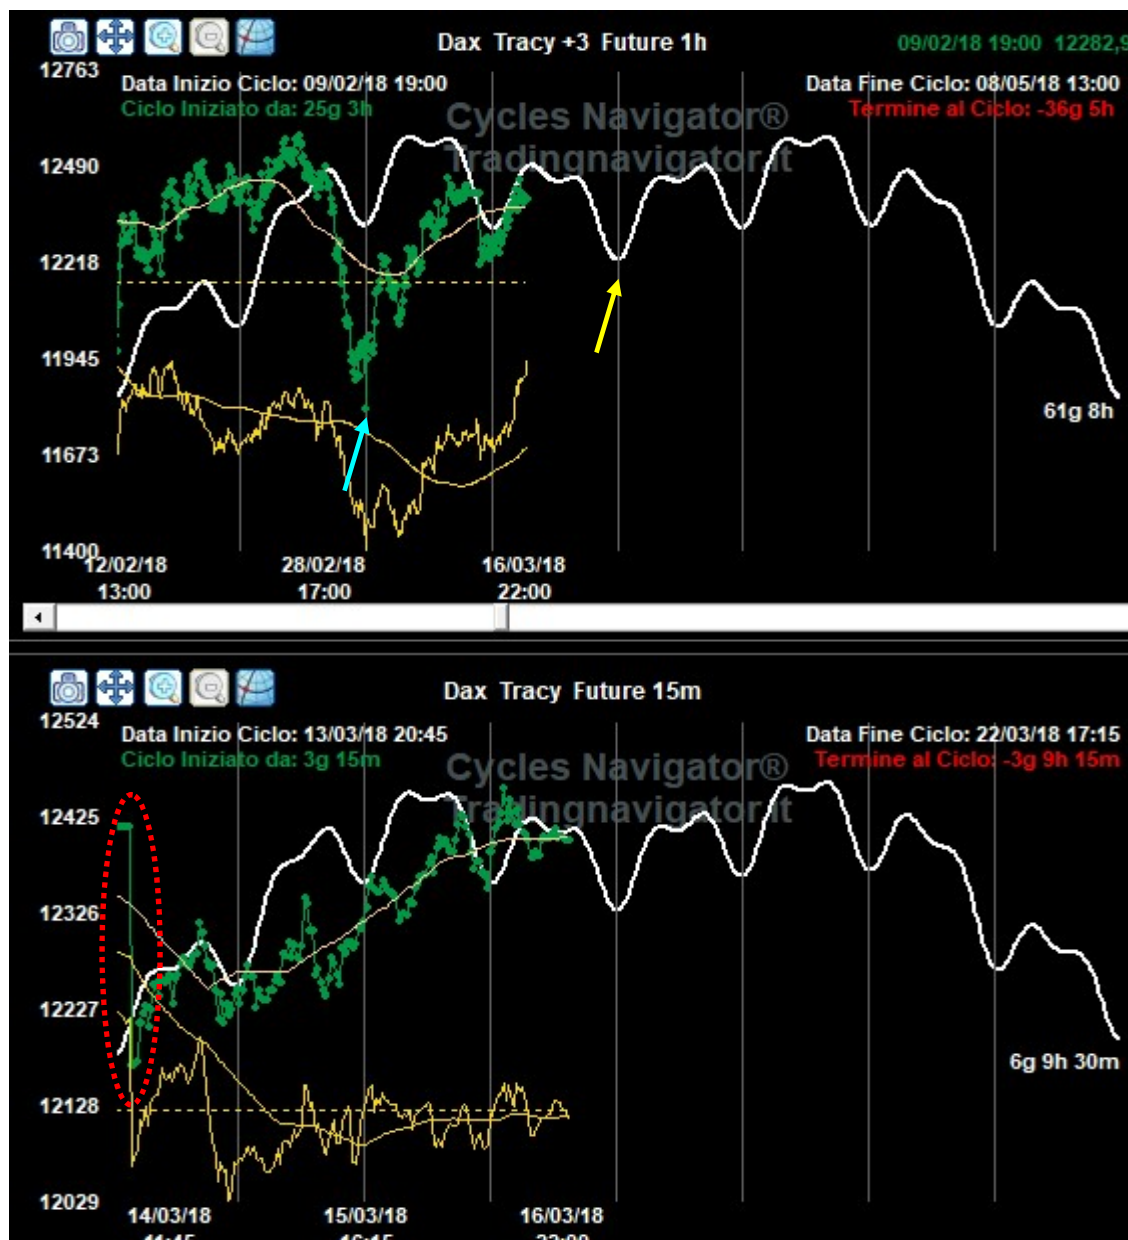 Dax Tracy +3 Future 1h
09/02/18 19:00 12282,9
12763
Data Inizio Ciclo: 09/02/18 19:00
Data Fine Ciclo: 08/05/18 13:00
Ciclo Iniziato da: 25g 3h
Termine al Ciclo: -36g 5h
Cycles Navigator®
Tradingnavigator.it
12490
12218
11945
61g 8h
11673
11400
12/02/18 28/02/18 16/03/18
13:00 17:00 22:00
Dax Tracy Future 15m
12524
Data Inizio Ciclo: 13/03/18 20:45
Data Fine Ciclo: 22/03/18 17:15
Ciclo Iniziato da: 3g 15m
Termine al Ciclo: -3g 9h 15m
Cycles Navigator®
Tradingnavigator.it
12425
12326
12227
6g 9h 30m
12128
12029
14/03/18 15/03/18 16/03/18
11:45 16:15 22:00